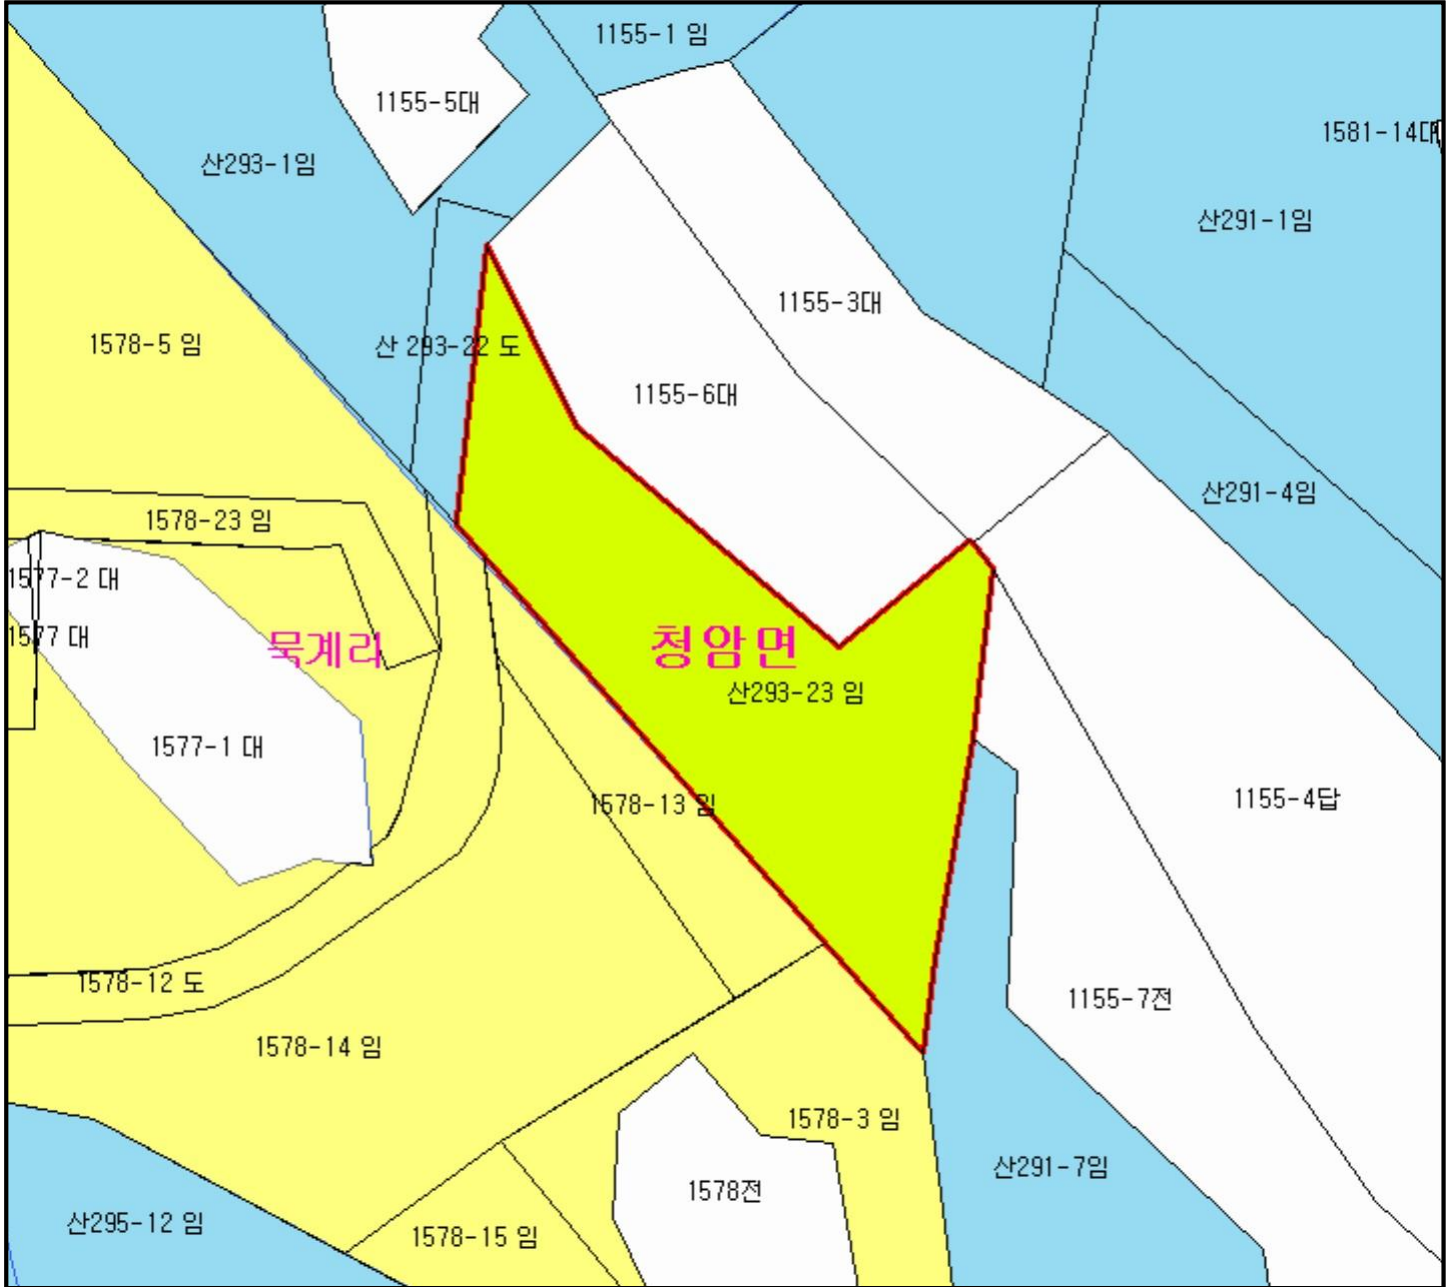 1155-1 임
1155-5대
1581-14대
산293-1임
산291-1임
1155-3대
1578-5 임
산 293-22 도
1155-6대
산291-4임
1578-23 임
1577-2 대
1577 대
묵계리
청암면
산293-23 임
1577-1 대
1578-13 임
1155-4답
1578-12 도
1155-7전
1578-14 임
1578-3 임
산291-7임
1578전
산295-12 임
1578-15 임